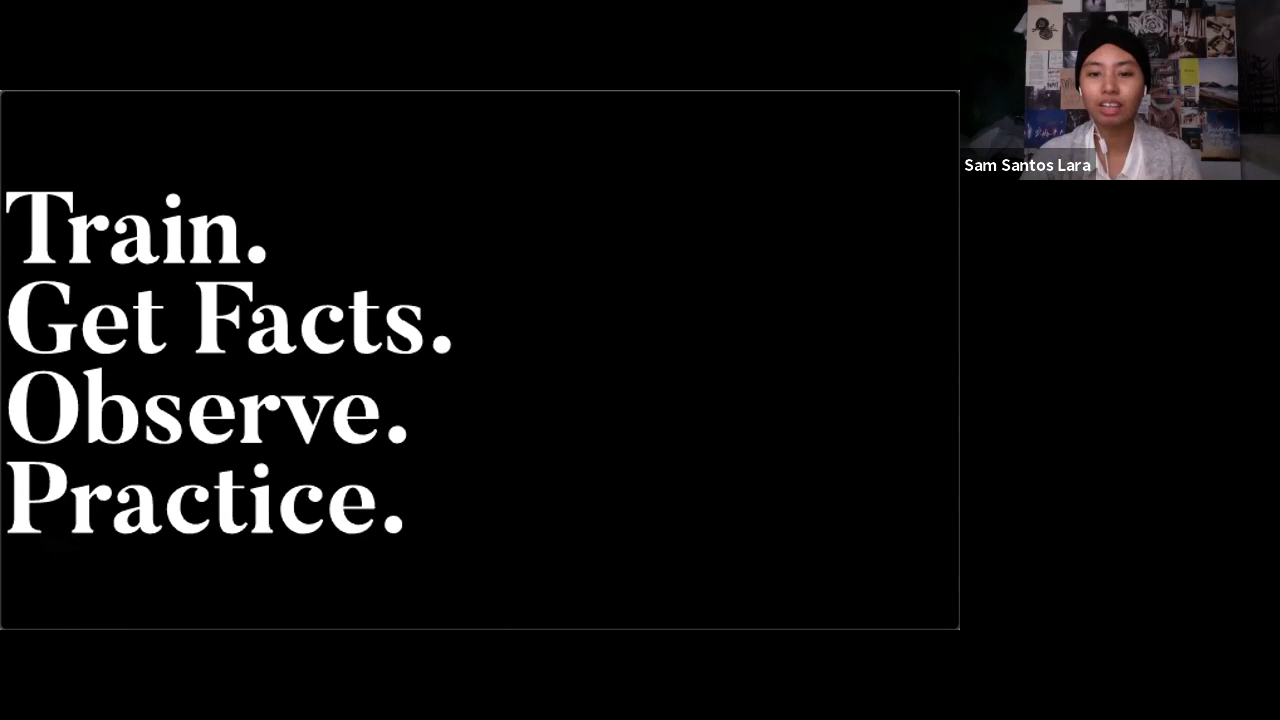 Train.
Get Facts.
Observe.
Practice.
Sam Santos Lara